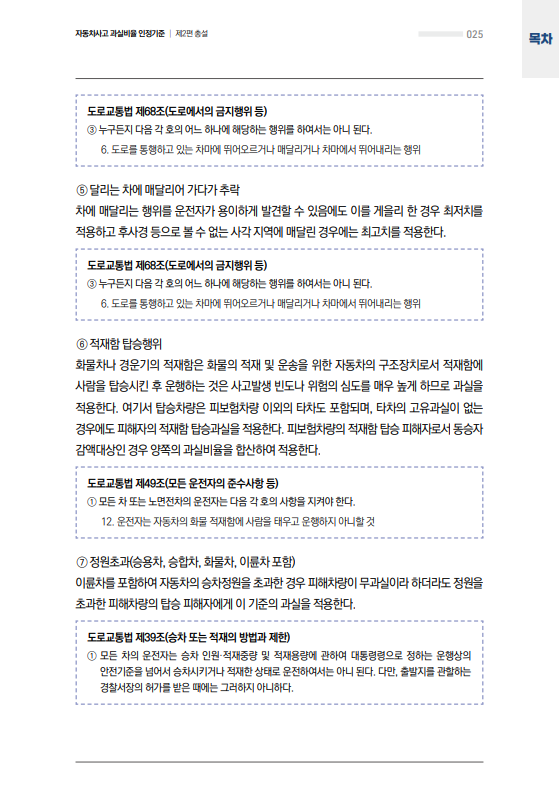 자동차사고 과실비율 인정기준 | 제2편 총설
025
목차
도로교통법 제68조(도로에서의 금지행위 등)
③ 누구든지 다음 각 호의 어느 하나에 해당하는 행위를 하여서는 아니 된다.
6. 도로를 통행하고 있는 차마에 뛰어오르거나 매달리거나 차마에서 뛰어내리는 행위
⑤ 달리는 차에 매달리어 가다가 추락
차에 매달리는 행위를 운전자가 용이하게 발견할 수 있음에도 이를 게을리 한 경우 최저치를
적용하고 후사경 등으로 볼 수 없는 사각 지역에 매달린 경우에는 최고치를 적용한다.
도로교통법 제68조(도로에서의 금지행위 등)
③ 누구든지 다음 각 호의 어느 하나에 해당하는 행위를 하여서는 아니 된다.
6. 도로를 통행하고 있는 차마에 뛰어오르거나 매달리거나 차마에서 뛰어내리는 행위
⑥ 적재함 탑승행위
화물차나 경운기의 적재함은 화물의 적재 및 운송을 위한 자동차의 구조장치로서 적재함에
사람을 탑승시킨 후 운행하는 것은 사고발생 빈도나 위험의 심도를 매우 높게 하므로 과실을
적용한다. 여기서 탑승차량은 피보험차량 이외의 타차도 포함되며, 타차의 고유과실이 없는
경우에도 피해자의 적재함 탑승과실을 적용한다. 피보험차량의 적재함 탑승 피해자로서 동승자
감액대상인 경우 양쪽의 과실비율을 합산하여 적용한다.
도로교통법 제49조(모든 운전자의 준수사항 등)
① 모든 차 또는 노면전차의 운전자는 다음 각 호의 사항을 지켜야 한다.
12. 운전자는 자동차의 화물 적재함에 사람을 태우고 운행하지 아니할 것
⑦ 정원초과(승용차, 승합차, 화물차, 이륜차 포함)
이륜차를 포함하여 자동차의 승차정원을 초과한 경우 피해차량이 무과실이라 하더라도 정원을
초과한 피해차량의 탑승 피해자에게 이 기준의 과실을 적용한다.
도로교통법 제39조(승차 또는 적재의 방법과 제한)
① 모든 차의 운전자는 승차 인원·적재중량 및 적재용량에 관하여 대통령령으로 정하는 운행상의
안전기준을 넘어서 승차시키거나 적재한 상태로 운전하여서는 아니 된다. 다만, 출발지를 관할하는
경찰서장의 허가를 받은 때에는 그러하지 아니하다.